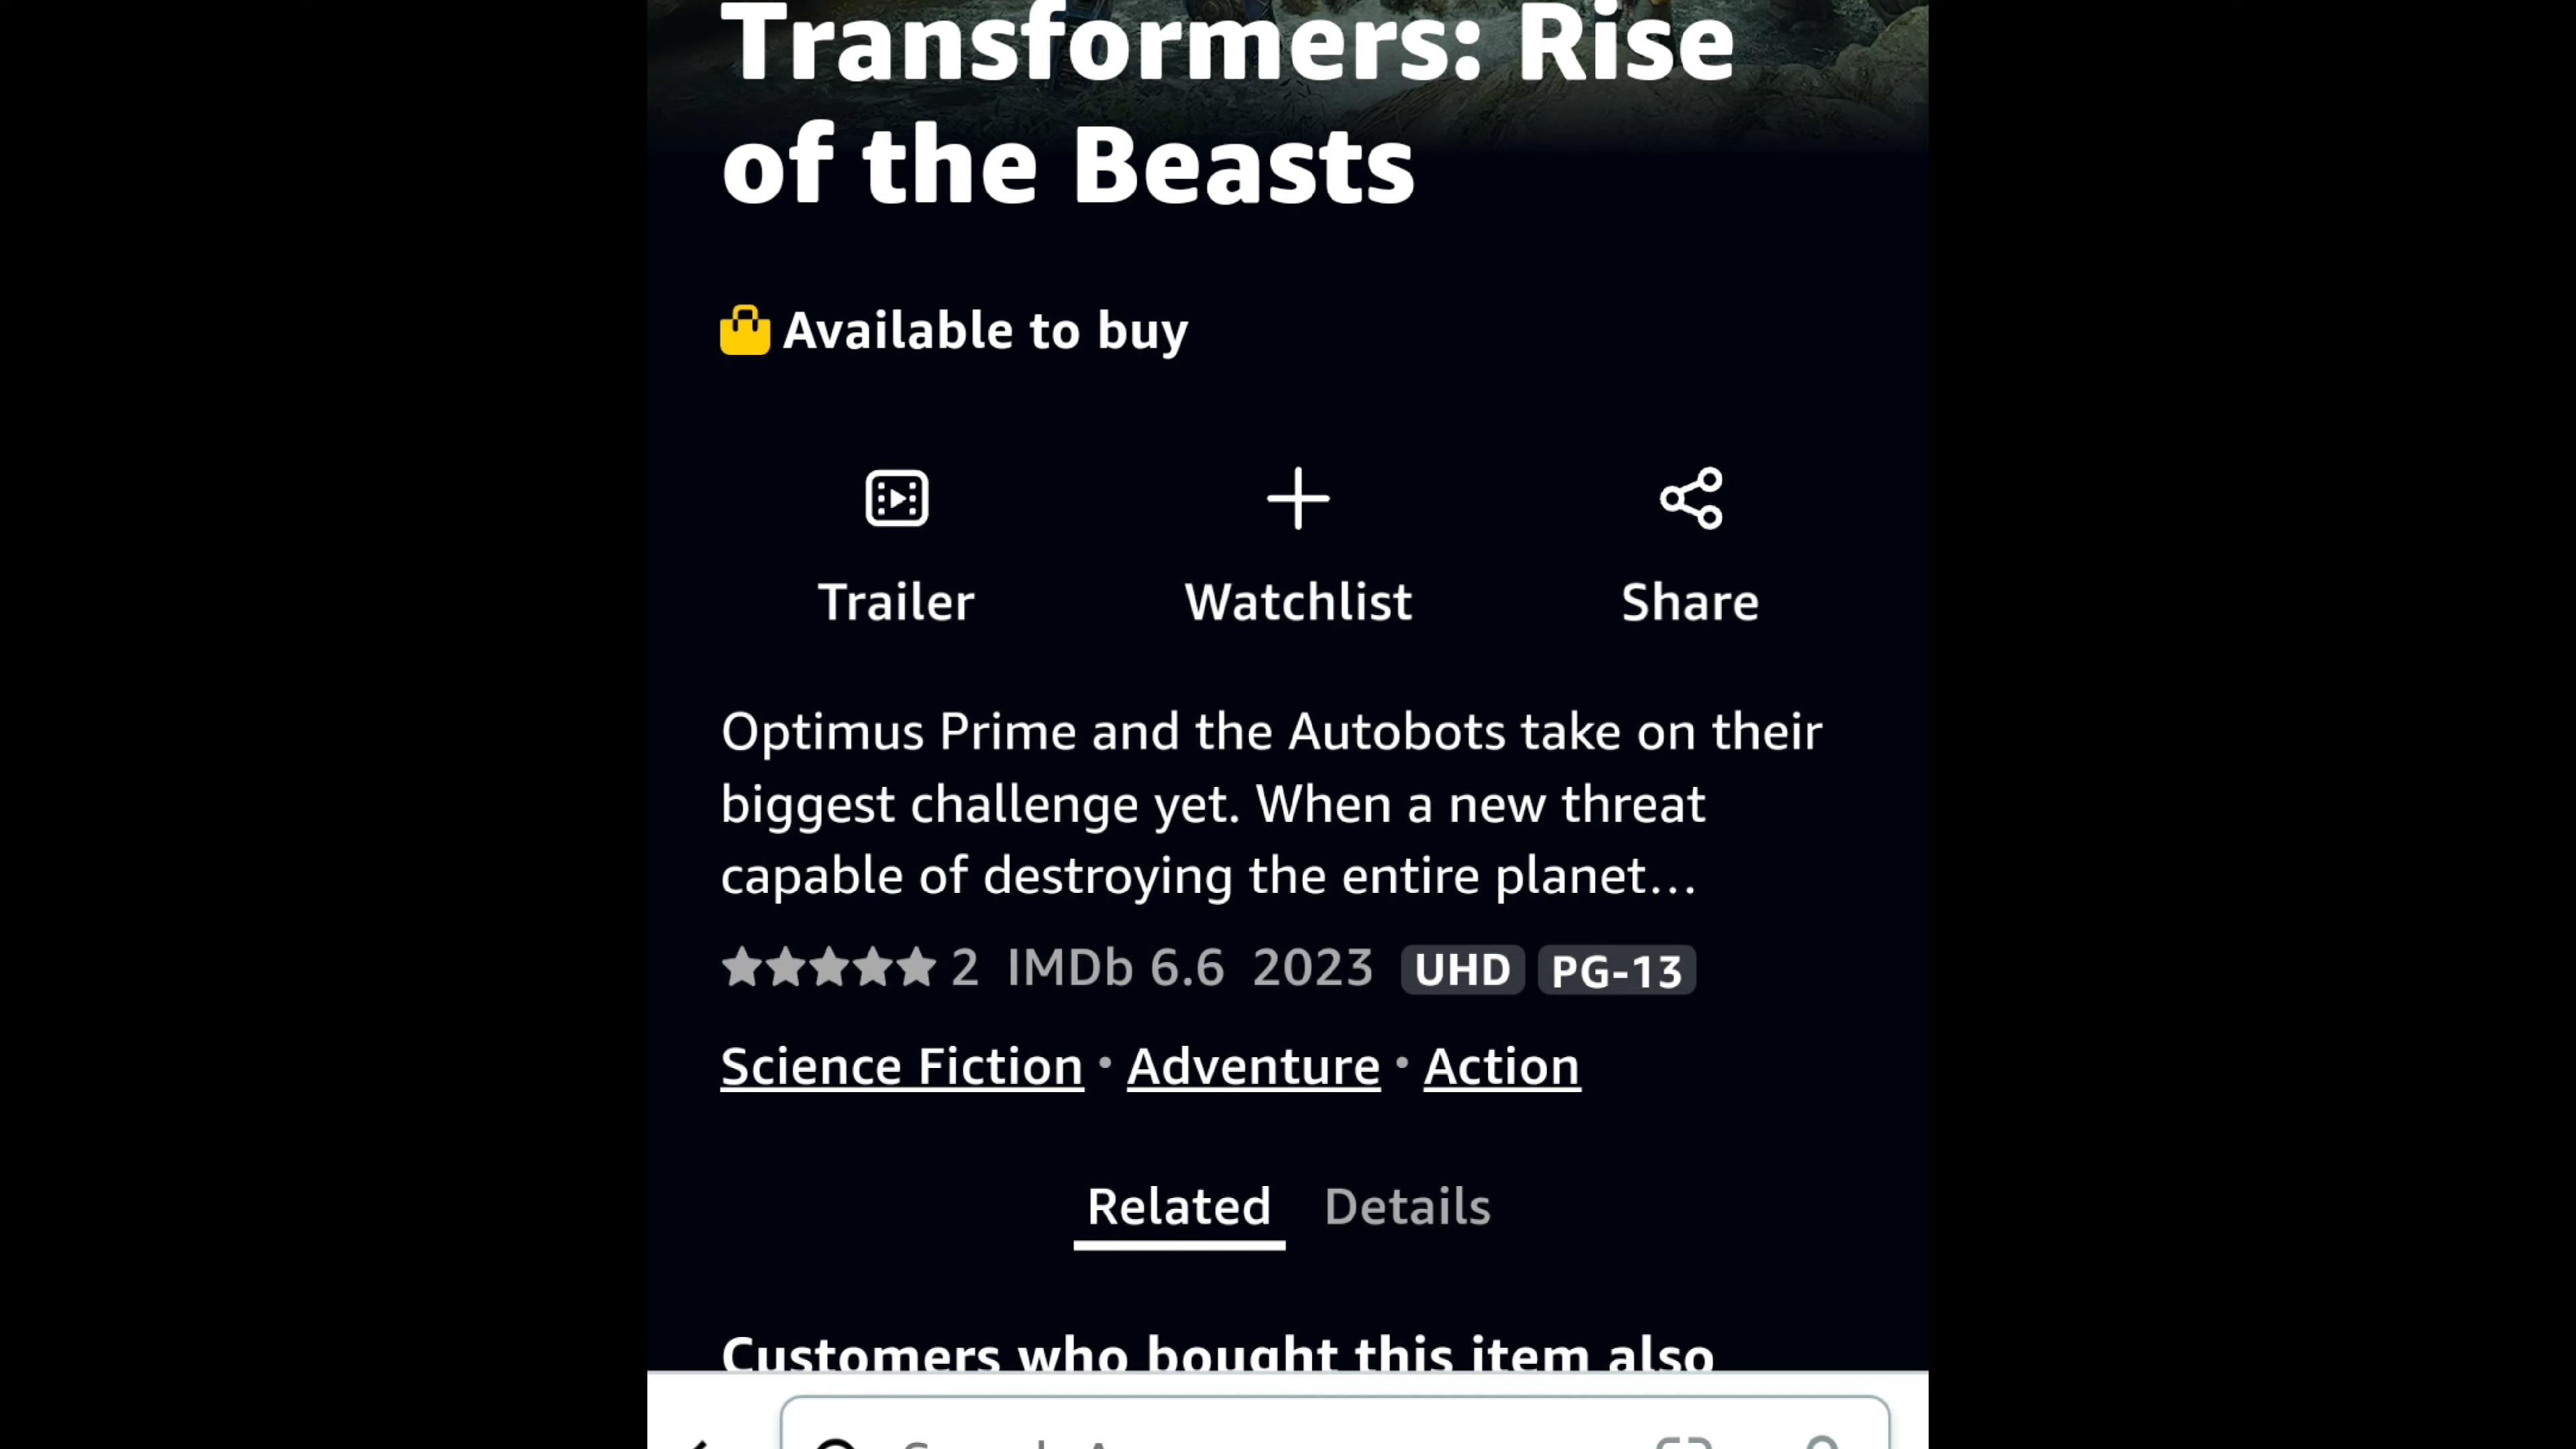 Transformers: Rise
of the Beasts
Available to buy
Trailer
Watchlist
Share
Optimus Prime and the Autobots take on their
biggest challenge yet. When a new threat
capable of destroying the entire planet...
2 IMDb 6.6 2023 UHD PG-13
Science Fiction • Adventure • Action
Related Details
Customers who bought this item also